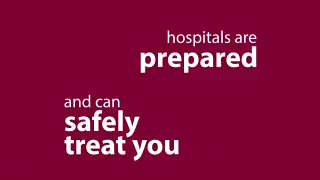 hospitals are
prepared
and can
safely
treat you